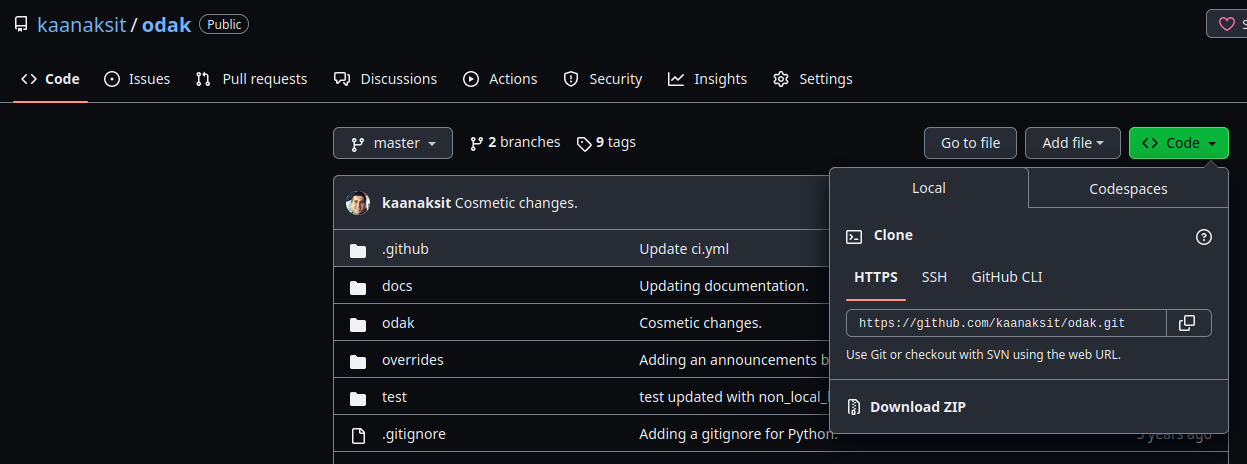 kaanaksit / odak Public
S
Code Issues Pull requests Discussions Actions Security Insights Settings
master 2 branches 9 tags Go to file Add file Code
Local Codespaces
kaanaksit Cosmetic changes.
Clone
.github Update ci.yml
HTTPS SSH GitHub CLI
docs Updating documentation.
odak Cosmetic changes.
https://github.com/kaanaksit/odak.git
Use Git or checkout with SVN using the web URL.
overrides Adding an announcements
test test updated with non_local_
Download ZIP
.gitignore Adding a gitignore for Python. 5 years ago